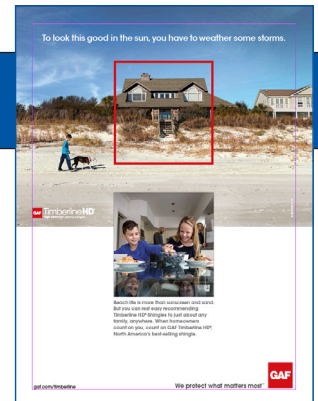 To look this good in the sun, you have to weather some storms.
GAF TimberlineHD®
Beach life is more than sunscreen and sand.
But you can rest easy recommending
Timberline HD® Shingles to just about any
family, anywhere. When homeowners
count on you, count on GAF Timberline HD®,
North America's best-selling shingle.
GAF
gaf.com/timberline
We protect what matters most™